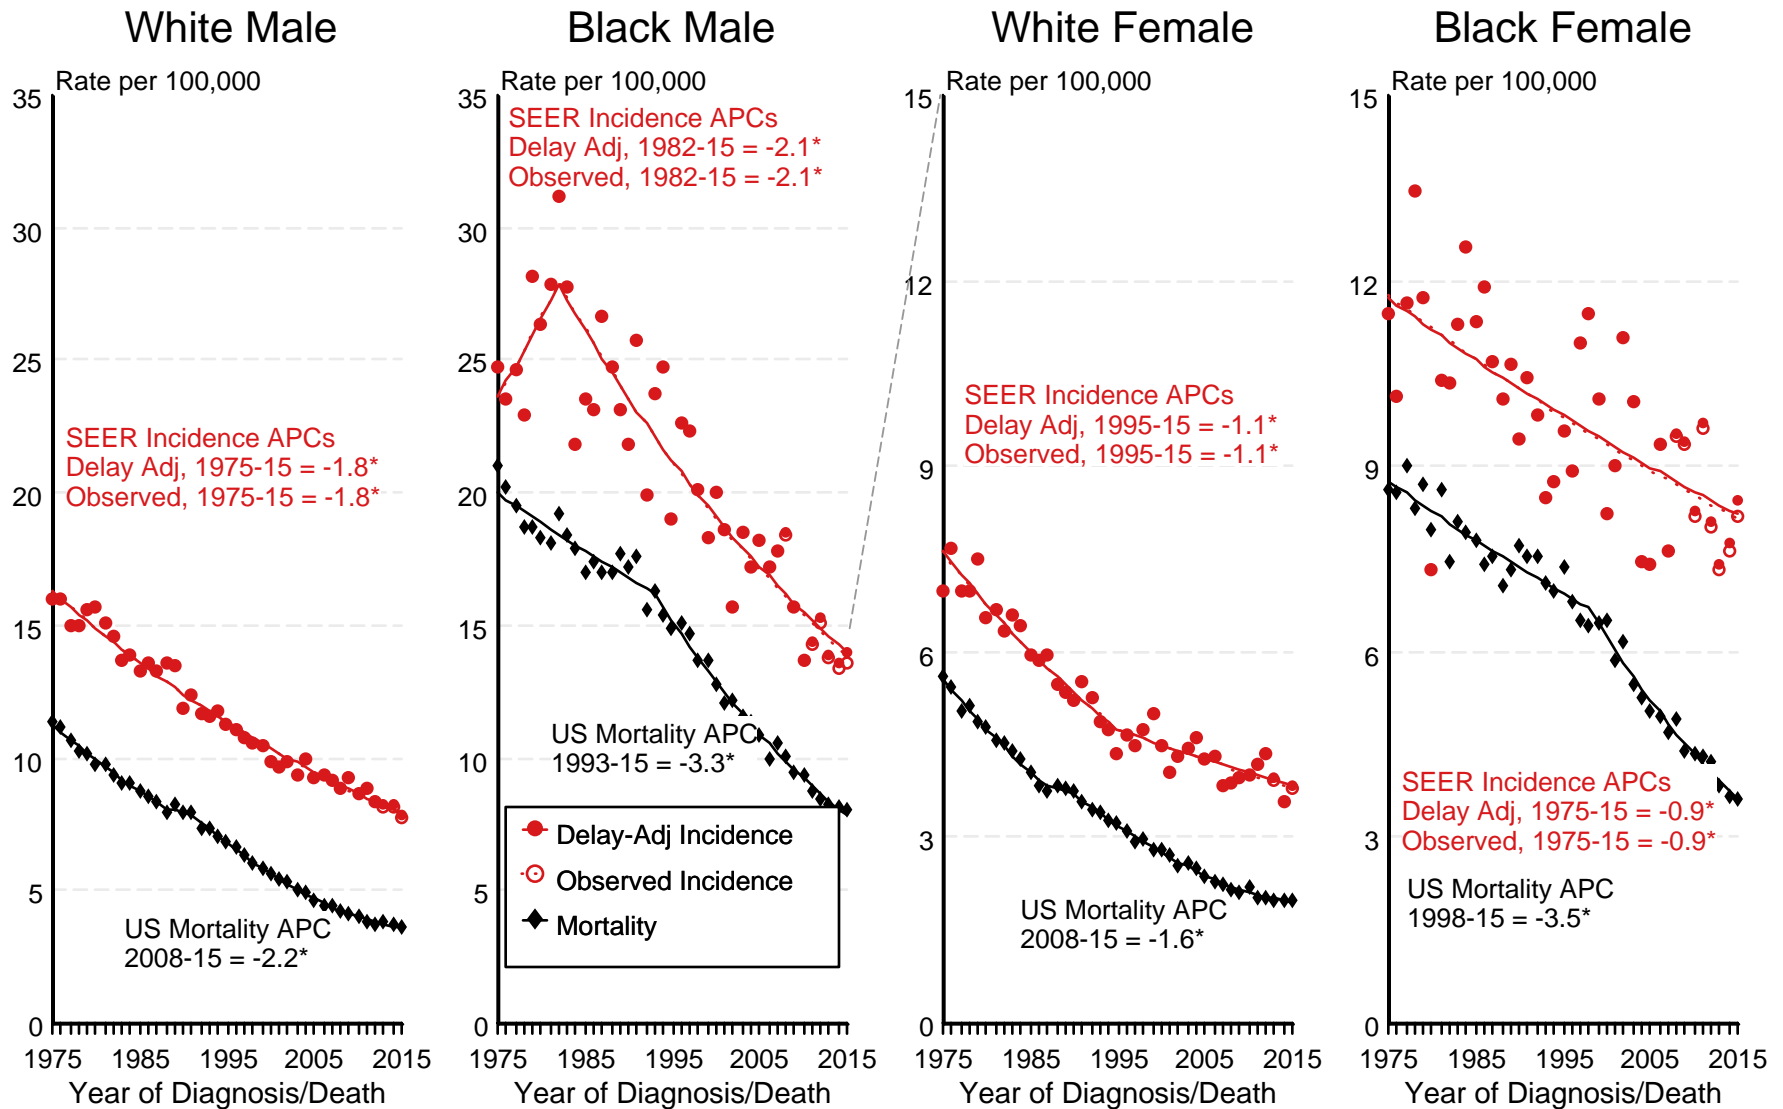 White Male
Black Male
White Female
Black Female
Rate per 100,000
35
30
25
20
15
10
5
0
SEER Incidence APCs
Delay Adj, 1975-15 = -1.8*
Observed, 1975-15 = -1.8*
US Mortality APC
2008-15 = -2.2*
1975
1985
1995
2005
2015
Year of Diagnosis/Death
Rate per 100,000
35
30
25
20
15
10
5
0
SEER Incidence APCs
Delay Adj, 1982-15 = -2.1*
Observed, 1982-15 = -2.1*
US Mortality APC
1993-15 = -3.3*
Delay-Adj Incidence
Observed Incidence
Mortality
1975
1985
1995
2005
2015
Year of Diagnosis/Death
Rate per 100,000
15
12
9
6
3
0
SEER Incidence APCs
Delay Adj, 1995-15 = -1.1*
Observed, 1995-15 = -1.1*
US Mortality APC
2008-15 = -1.6*
1975
1985
1995
2005
2015
Year of Diagnosis/Death
Rate per 100,000
15
12
9
6
3
0
SEER Incidence APCs
Delay Adj, 1975-15 = -0.9*
Observed, 1975-15 = -0.9*
US Mortality APC
1998-15 = -3.5*
1975
1985
1995
2005
2015
Year of Diagnosis/Death